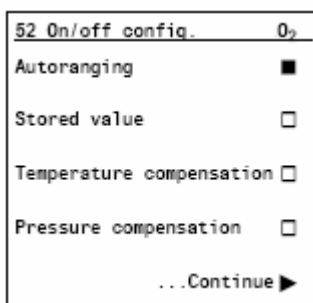 52 On/off config. O₂
Autoranging ■
Stored value □
Temperature compensation □
Pressure compensation □
...Continue ▶